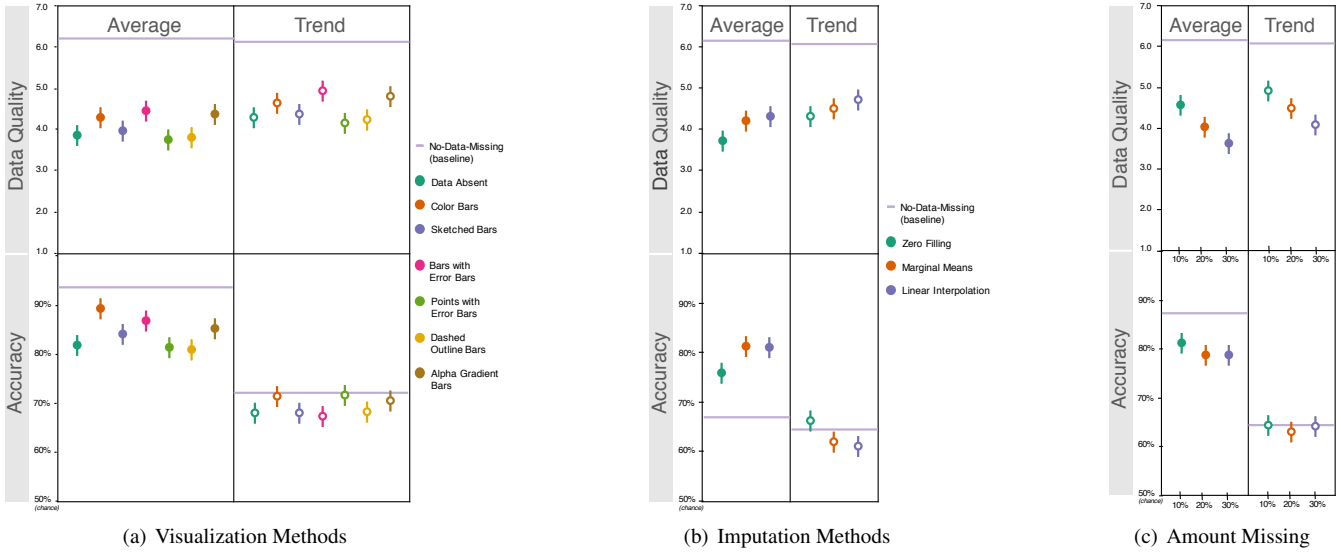 7.0
Average
Trend
6.0
5.0
4.0
3.0
2.0
1.0
Data Quality
90%
80%
70%
60%
50%
(chance)
Accuracy
No-Data-Missing
(baseline)
Data Absent
Color Bars
Sketched Bars
Bars with
Error Bars
Points with
Error Bars
Dashed
Outline Bars
Alpha Gradient
Bars
(a) Visualization Methods
7.0
Average
Trend
6.0
5.0
4.0
3.0
2.0
1.0
Data Quality
90%
80%
70%
60%
50%
(chance)
Accuracy
No-Data-Missing
(baseline)
Zero Filling
Marginal Means
Linear Interpolation
(b) Imputation Methods
7.0
Average
Trend
6.0
5.0
4.0
3.0
2.0
1.0
Data Quality
10% 20% 30%
10% 20% 30%
90%
80%
70%
60%
50%
(chance)
Accuracy
10% 20% 30%
10% 20% 30%
(c) Amount Missing